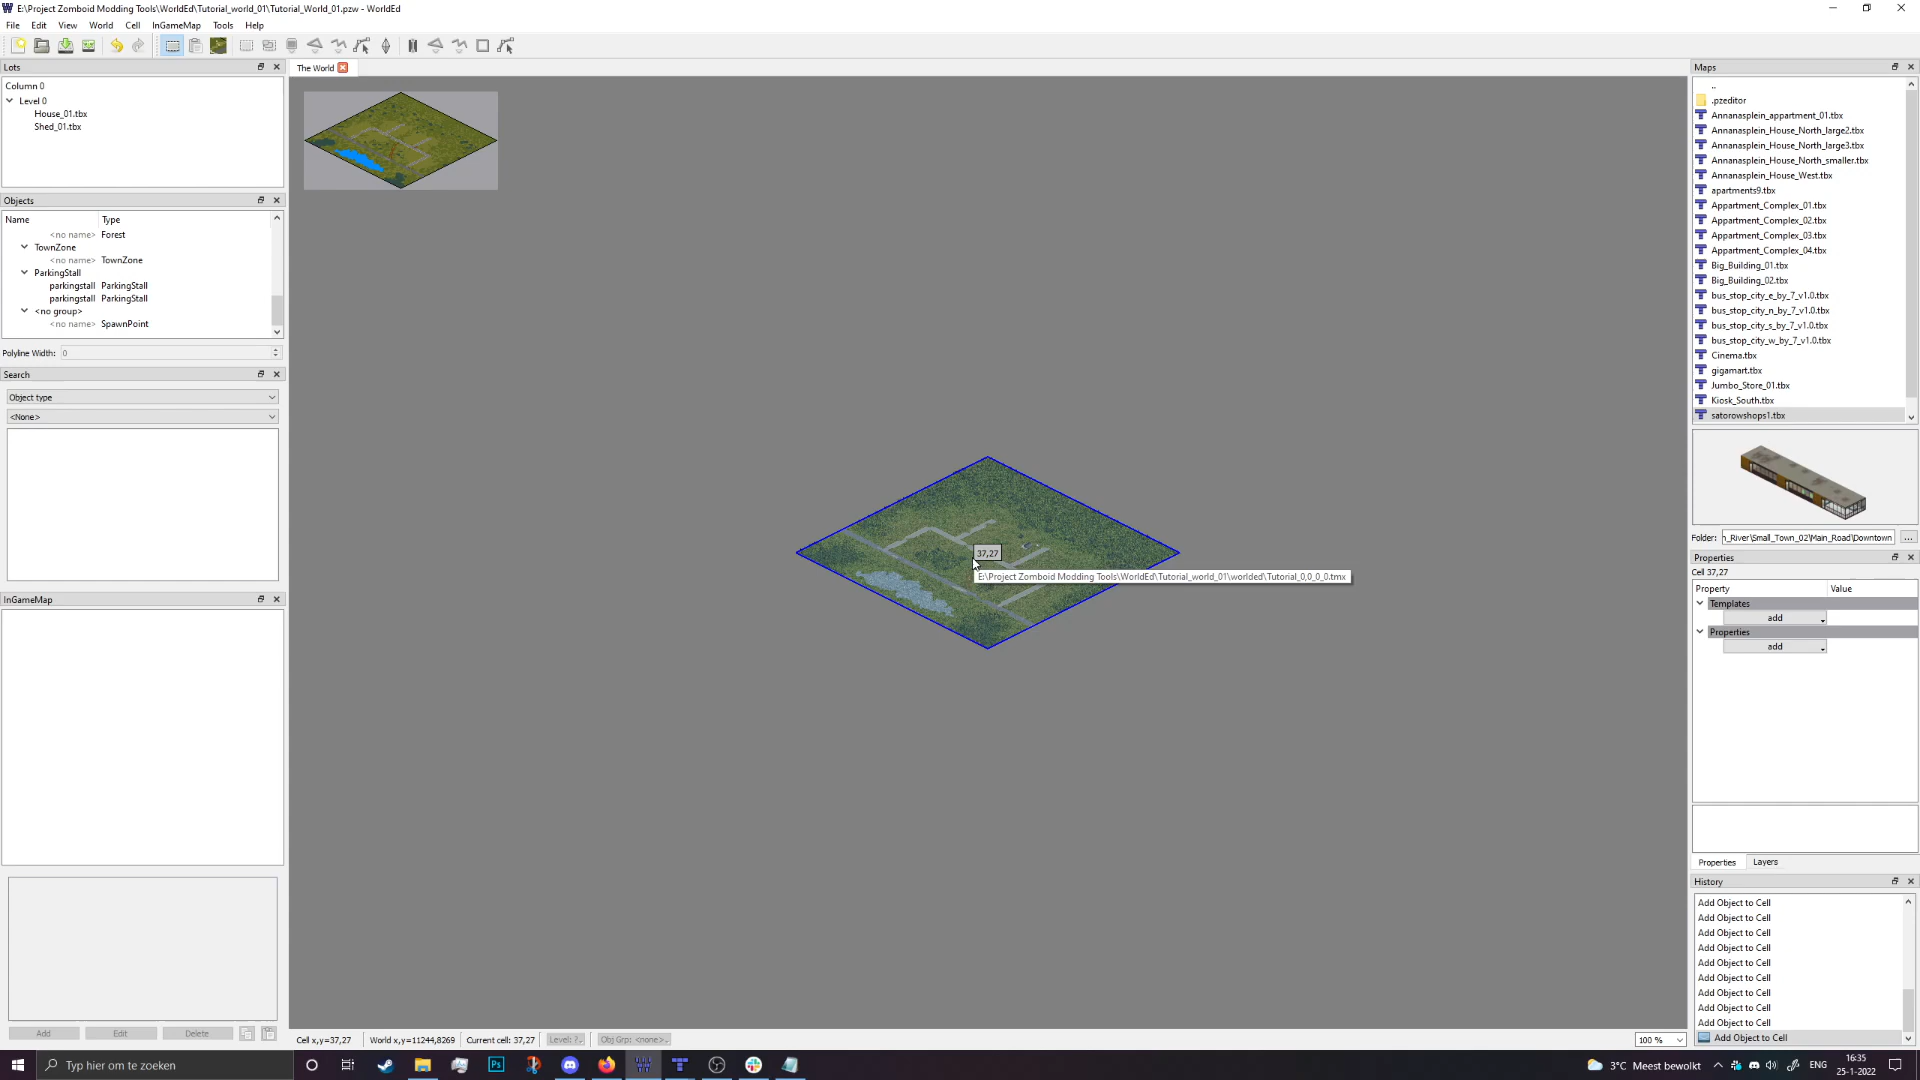 E:\Project Zomboid Modding Tools\WorldEd\Tutorial_world_01\Tutorial_World_01.pzw - WorldEd
File Edit View World Cell InGameMap Tools Help
Lots
Column 0
Level 0
House_01.tbx
Shed_01.tbx
Objects
Name Type
<no name> Forest
TownZone
<no name> TownZone
ParkingStall
parkingstall ParkingStall
parkingstall ParkingStall
<no group>
<no name> SpawnPoint
Polyline Width: 0
Search
Object type
<None>
InGameMap
Add Edit Delete
The World
37,27
E:\Project Zomboid Modding Tools\WorldEd\Tutorial_world_01\worlded\Tutorial_0,0_0_0.tmx
Cell x,y=37,27 World x,y=11244,8269 Current cell: 37,27 Level: ? Obj Grp: <none>
100 %
Maps
..
.pzeditor
Annanasplein_appartment_01.tbx
Annanasplein_House_North_large2.tbx
Annanasplein_House_North_large3.tbx
Annanasplein_House_North_smaller.tbx
Annanasplein_House_West.tbx
apartments9.tbx
Appartment_Complex_01.tbx
Appartment_Complex_02.tbx
Appartment_Complex_03.tbx
Appartment_Complex_04.tbx
Big_Building_01.tbx
Big_Building_02.tbx
bus_stop_city_e_by_7_v1.0.tbx
bus_stop_city_n_by_7_v1.0.tbx
bus_stop_city_s_by_7_v1.0.tbx
bus_stop_city_w_by_7_v1.0.tbx
Cinema.tbx
gigamart.tbx
Jumbo_Store_01.tbx
Kiosk_South.tbx
satorowshops1.tbx
Folder: n_River\Small_Town_02\Main_Road\Downtown ...
Properties
Cell 37,27
Property Value
Templates
add
Properties
add
Properties Layers
History
Add Object to Cell
Add Object to Cell
Add Object to Cell
Add Object to Cell
Add Object to Cell
Add Object to Cell
Add Object to Cell
Add Object to Cell
Add Object to Cell
Add Object to Cell
Typ hier om te zoeken
3°C Meest bewolkt
ENG
16:35
25-1-2022